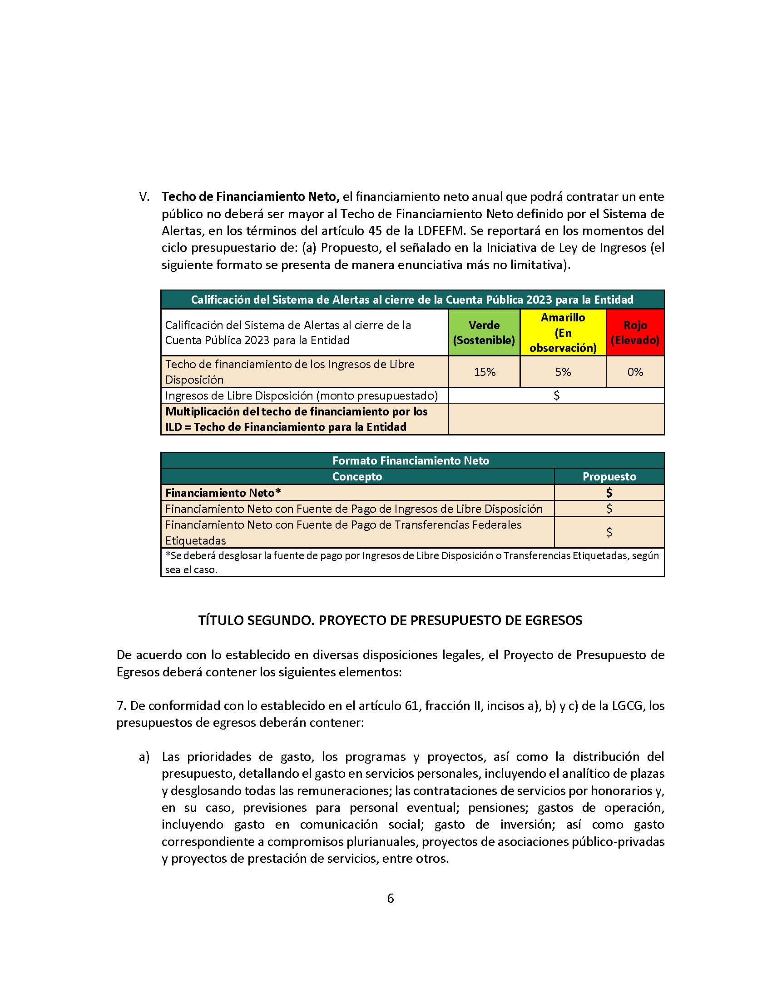 V. Techo de Financiamiento Neto, el financiamiento neto anual que podrá contratar un ente
público no deberá ser mayor al Techo de Financiamiento Neto definido por el Sistema de
Alertas, en los términos del artículo 45 de la LDFEFM. Se reportará en los momentos del
ciclo presupuestario de: (a) Propuesto, el señalado en la Iniciativa de Ley de Ingresos (el
siguiente formato se presenta de manera enunciativa más no limitativa).
Calificación del Sistema de Alertas al cierre de la Cuenta Pública 2023 para la Entidad
Calificación del Sistema de Alertas al cierre de la
Cuenta Pública 2023 para la Entidad
Verde
(Sostenible)
Amarillo
(En
observación)
Rojo
(Elevado)
Techo de financiamiento de los Ingresos de Libre
Disposición
15%
5%
0%
Ingresos de Libre Disposición (monto presupuestado)
$
Multiplicación del techo de financiamiento por los
ILD = Techo de Financiamiento para la Entidad
Formato Financiamiento Neto
Concepto
Propuesto
Financiamiento Neto*
$
Financiamiento Neto con Fuente de Pago de Ingresos de Libre Disposición
$
Financiamiento Neto con Fuente de Pago de Transferencias Federales
Etiquetadas
$
*Se deberá desglosar la fuente de pago por Ingresos de Libre Disposición o Transferencias Etiquetadas, según
sea el caso.
TÍTULO SEGUNDO. PROYECTO DE PRESUPUESTO DE EGRESOS
De acuerdo con lo establecido en diversas disposiciones legales, el Proyecto de Presupuesto de
Egresos deberá contener los siguientes elementos:
7. De conformidad con lo establecido en el artículo 61, fracción II, incisos a), b) y c) de la LGCG, los
presupuestos de egresos deberán contener:
a) Las prioridades de gasto, los programas y proyectos, así como la distribución del
presupuesto, detallando el gasto en servicios personales, incluyendo el analítico de plazas
y desglosando todas las remuneraciones; las contrataciones de servicios por honorarios y,
en su caso, previsiones para personal eventual; pensiones; gastos de operación,
incluyendo gasto en comunicación social; gasto de inversión; así como gasto
correspondiente a compromisos plurianuales, proyectos de asociaciones público-privadas
y proyectos de prestación de servicios, entre otros.
6